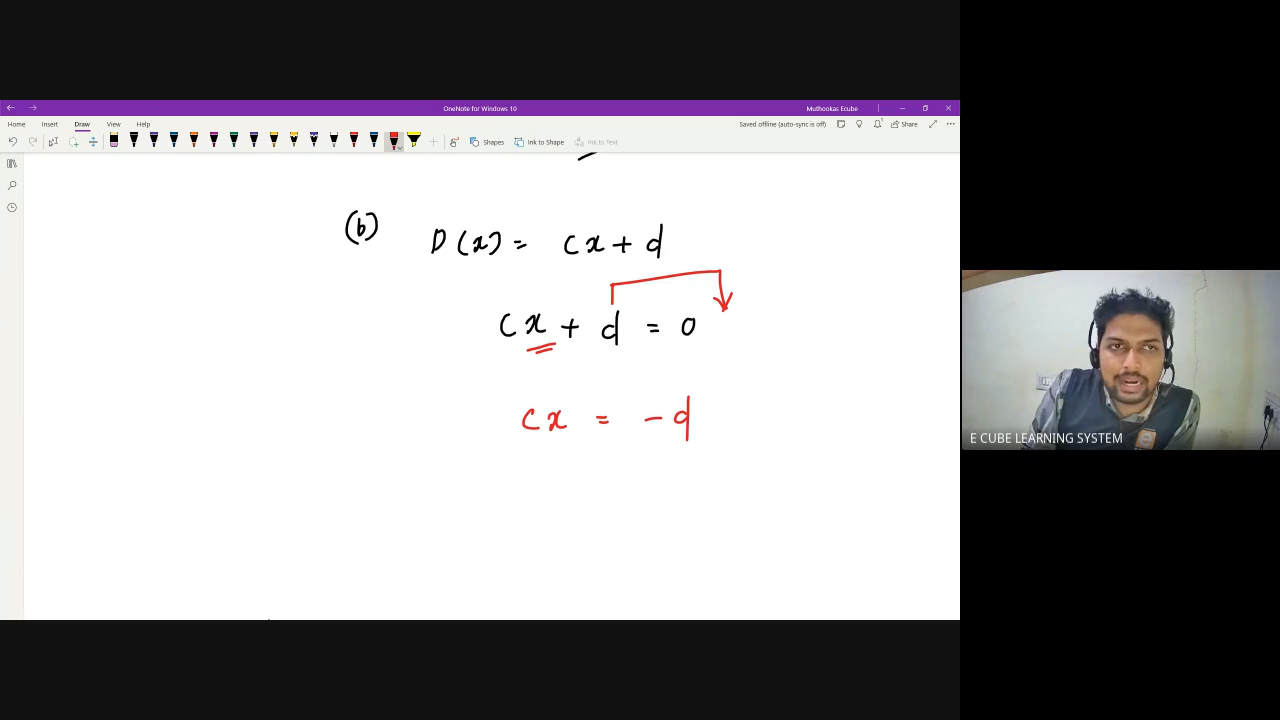 OneNote for Windows 10
Muthookas Ecube
Home Insert Draw View Help
Saved offline (auto-sync is off)
Share
Shapes
Ink to Shape
Ink to Text
(b) P(x) = cx + d
cx + d = 0
cx = -d
E CUBE LEARNING SYSTEM